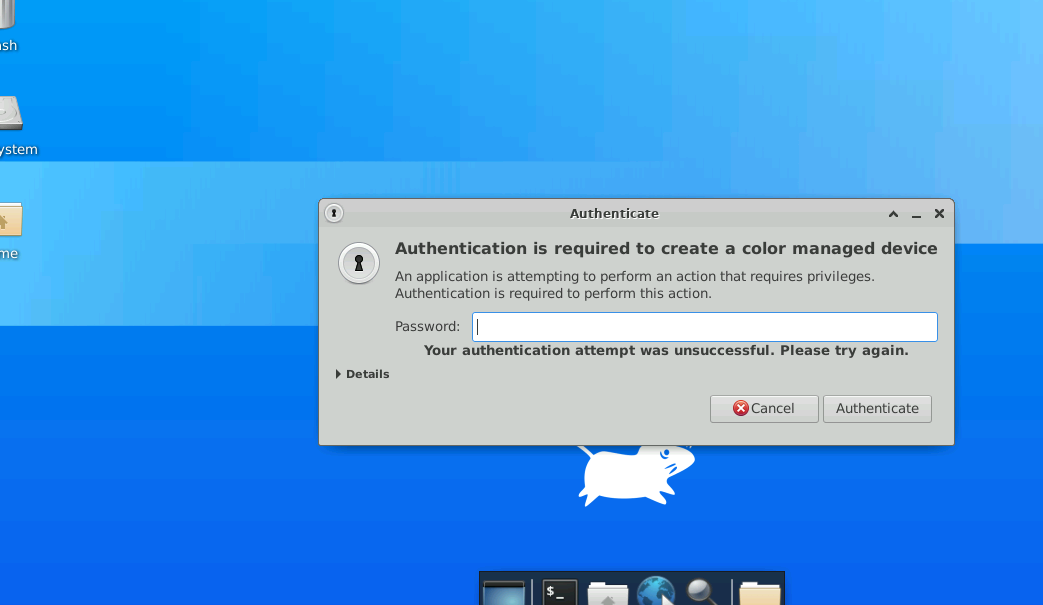 ash
ystem
me
Authenticate
Authentication is required to create a color managed device
An application is attempting to perform an action that requires privileges.
Authentication is required to perform this action.
Password:
Your authentication attempt was unsuccessful. Please try again.
Details
Cancel
Authenticate
$_